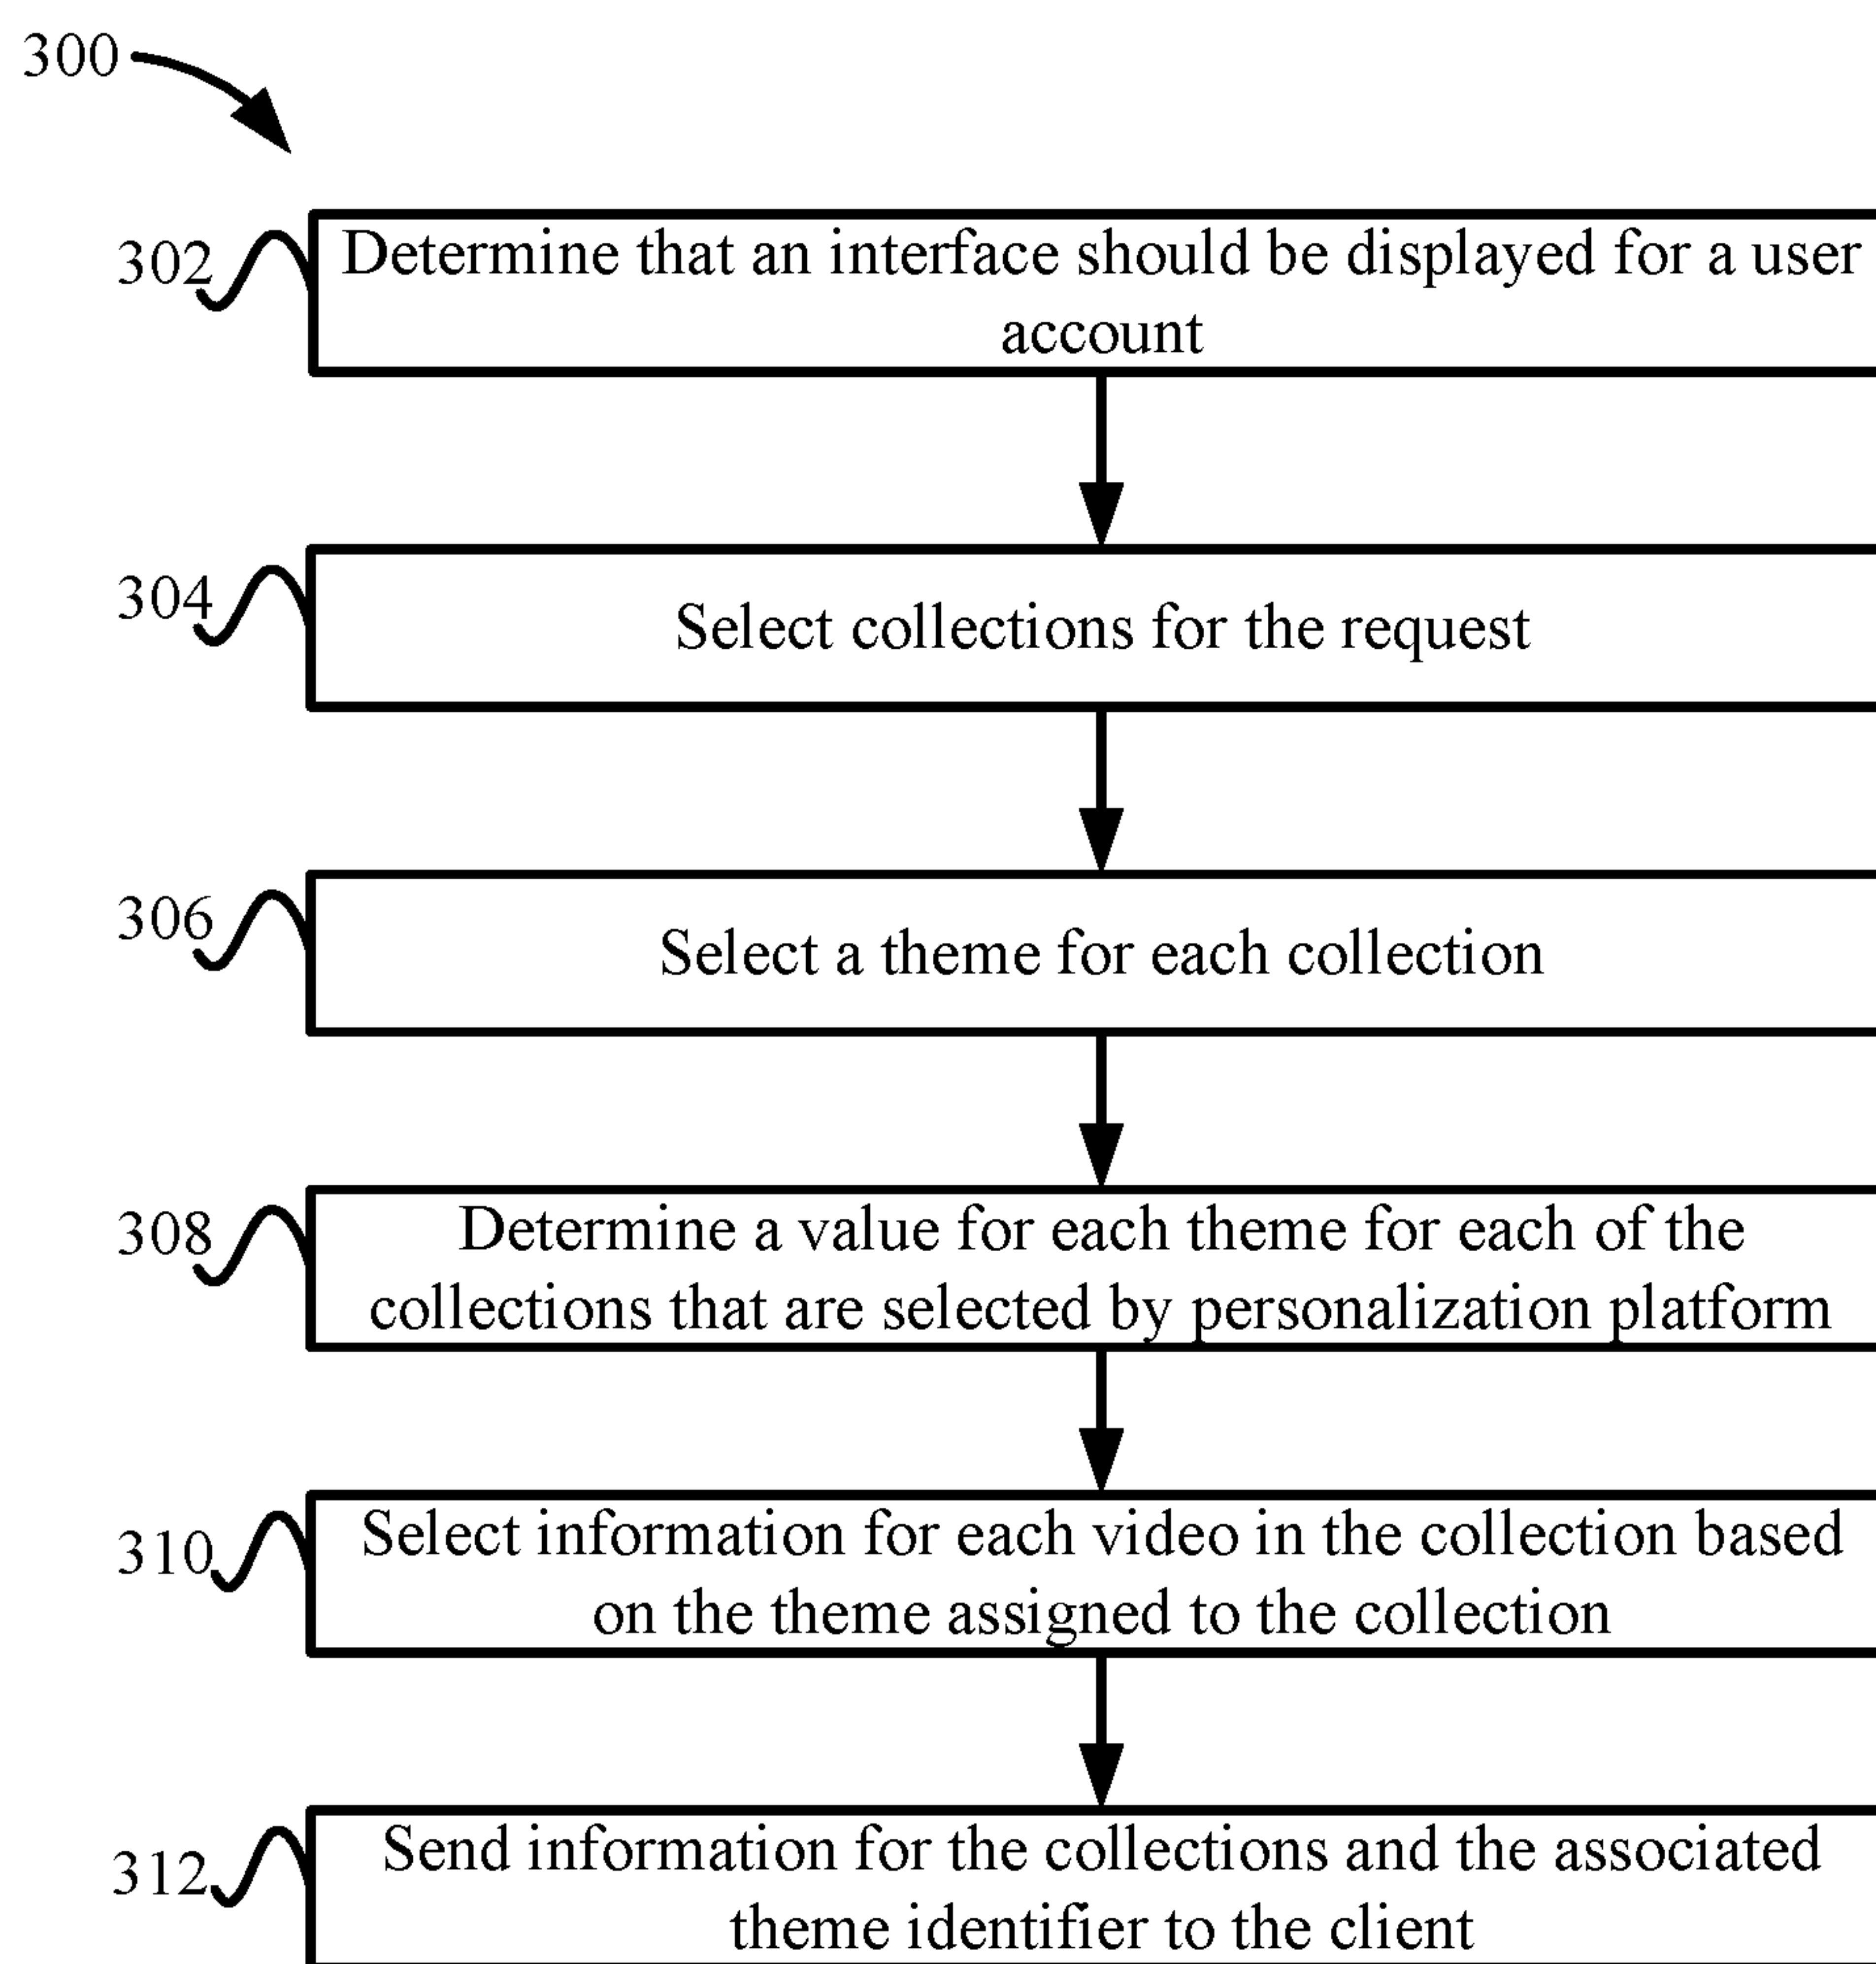 300
302
Determine that an interface should be displayed for a user
account
304
Select collections for the request
306
Select a theme for each collection
308
Determine a value for each theme for each of the
collections that are selected by personalization platform
310
Select information for each video in the collection based
on the theme assigned to the collection
312
Send information for the collections and the associated
theme identifier to the client